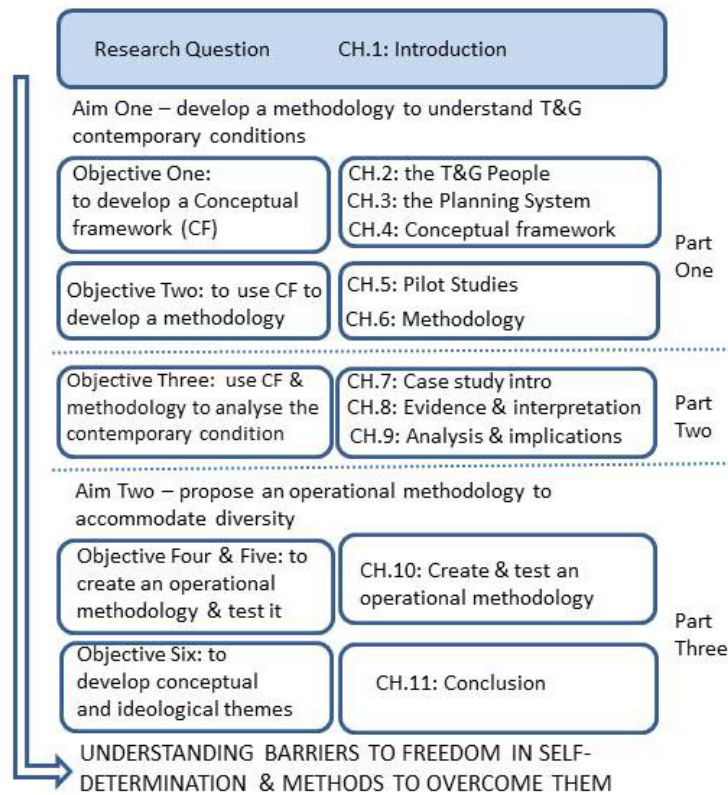 Research Question CH.1: Introduction
Aim One – develop a methodology to understand T&G
contemporary conditions
Objective One:
to develop a Conceptual
framework (CF)
CH.2: the T&G People
CH.3: the Planning System
CH.4: Conceptual framework
Objective Two: to use CF to
develop a methodology
CH.5: Pilot Studies
CH.6: Methodology
Part
One
Objective Three: use CF &
methodology to analyse the
contemporary condition
CH.7: Case study intro
CH.8: Evidence & interpretation
CH.9: Analysis & implications
Part
Two
Aim Two – propose an operational methodology to
accommodate diversity
Objective Four & Five: to
create an operational
methodology & test it
CH.10: Create & test an
operational methodology
Objective Six: to
develop conceptual
and ideological themes
CH.11: Conclusion
Part
Three
UNDERSTANDING BARRIERS TO FREEDOM IN SELF-
DETERMINATION & METHODS TO OVERCOME THEM